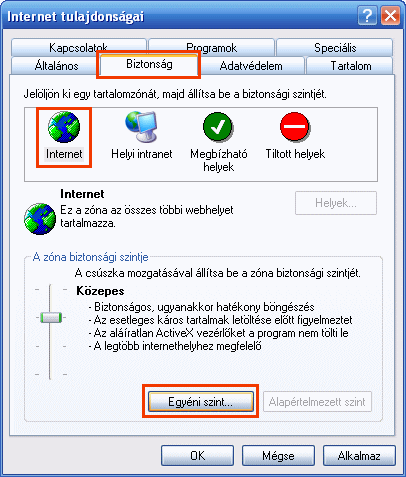 Internet tulajdonságai
Kapcsolatok Programok Speciális
Általános Biztonság Adatvédelem Tartalom
Jelöljön ki egy tartalomzónát, majd állítsa be a biztonsági szintjét.
Internet Helyi intranet Megbízható helyek Tiltott helyek
Internet
Ez a zóna az összes többi webhelyet
tartalmazza.
Helyek...
A zóna biztonsági szintje
A csúszka mozgatásával állítsa be a zóna biztonsági szintjét.
Közepes
- Biztonságos, ugyanakkor hatékony böngészés
- Az esetleges káros tartalmak letöltése előtt figyelmeztet
- Az aláíratlan ActiveX vezérlőket a program nem tölti le
- A legtöbb internethelyhez megfelelő
Egyéni szint... Alapértelmezett szint
OK Mégse Alkalmaz